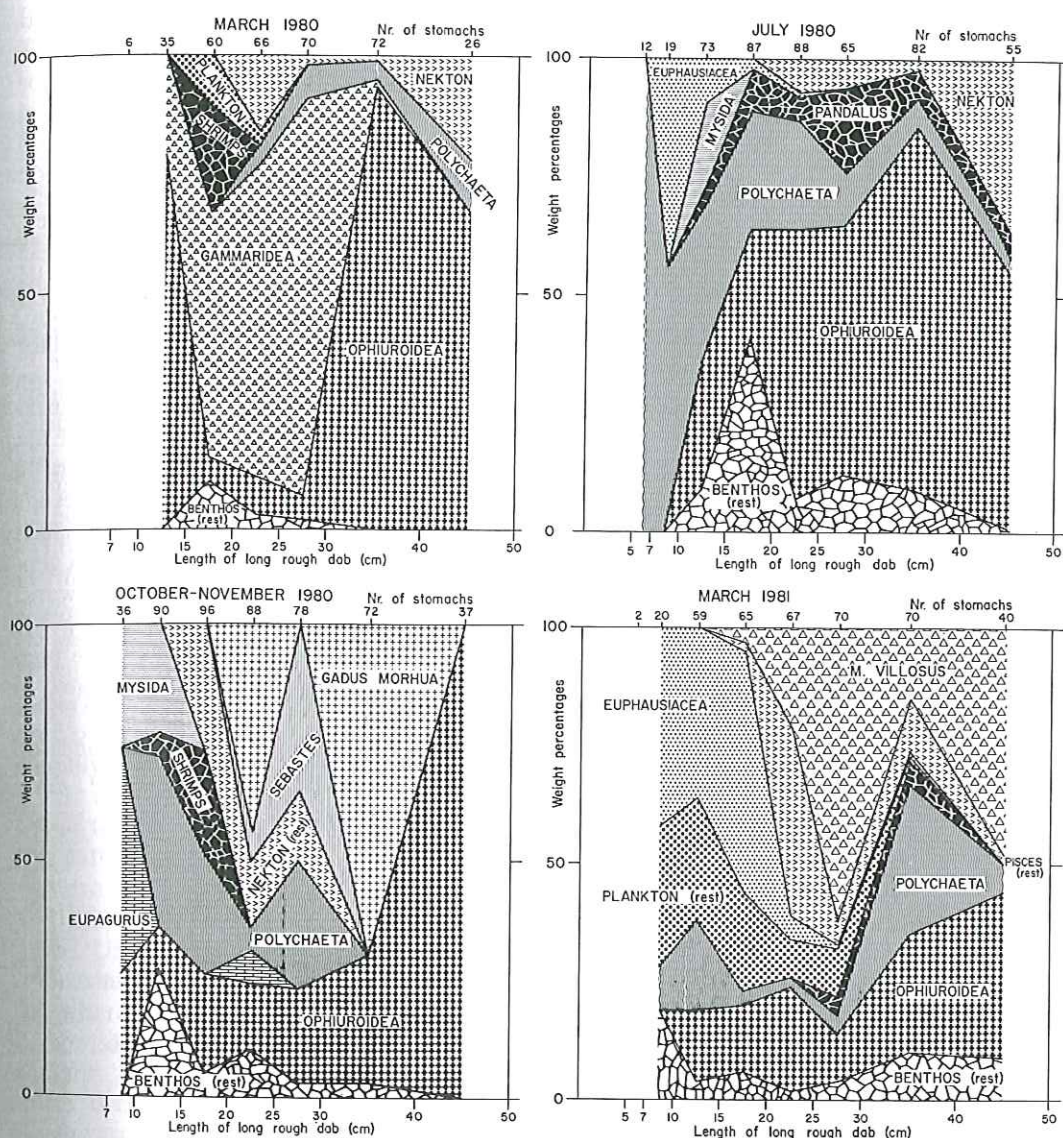 MARCH 1980
Nr. of stomachs
6 35 60 66 70 72 26
100
PLANKTON
NEKTON
SHRIMPS
POLYCHAETA
GAMMARIDEA
50
OPHIUROIDEA
BENTHOS
(rest)
0
Weight percentages
7 10 15 20 25 30 40 50
Length of long rough dab (cm)
JULY 1980
Nr. of stomachs
12 19 73 87 88 65 82 55
100
EUPHAUSIACEA
MYSIDA
PANDALUS
NEKTON
POLYCHAETA
50
OPHIUROIDEA
BENTHOS
(rest)
0
Weight percentages
5 7 10 15 20 25 30 40 50
Length of long rough dab (cm)
OCTOBER-NOVEMBER 1980
Nr. of stomachs
36 90 96 88 78 72 37
100
MYSIDA
GADUS MORHUA
SEBASTES
SHRIMPS
50
NEKTON (rest)
EUPAGURUS
POLYCHAETA
OPHIUROIDEA
BENTHOS (rest)
0
Weight percentages
7 10 15 20 25 30 40 50
Length of long rough dab (cm)
MARCH 1981
Nr. of stomachs
2 20 59 65 67 70 70 40
100
M. VILLOSUS
EUPHAUSIACEA
50
PISCES
(rest)
PLANKTON (rest)
POLYCHAETA
OPHIUROIDEA
BENTHOS (rest)
0
Weight percentages
5 7 10 15 20 25 30 40 50
Length of long rough dab (cm)